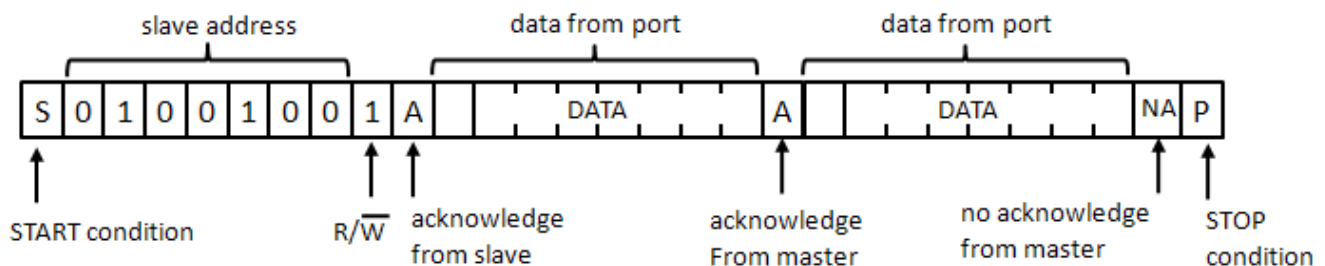 slave address data from port data from port
S 0 1 0 0 1 0 0 1 A DATA A DATA NA P
START condition R/W̅ acknowledge from slave acknowledge From master no acknowledge from master STOP condition